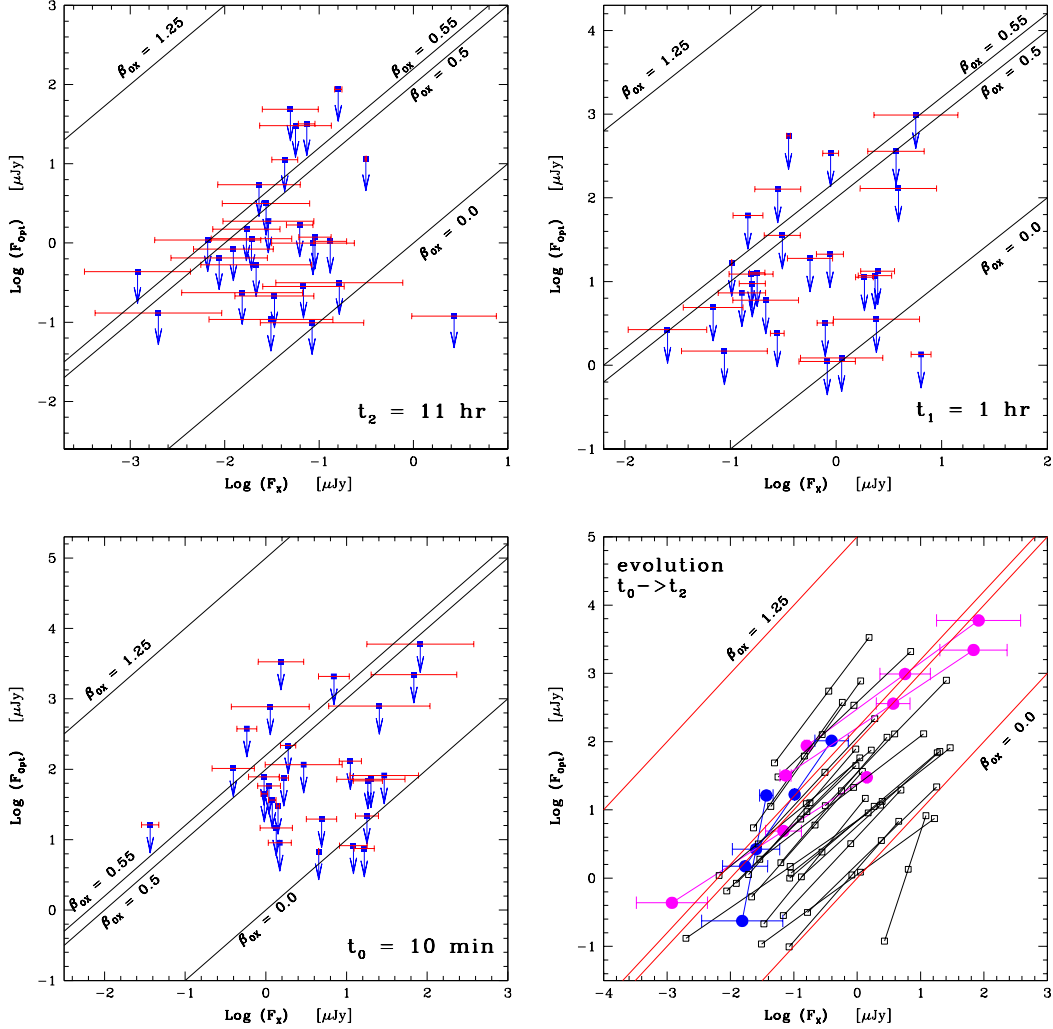 3
2
1
0
−1
−2
−3
−2
−1
0
1
Log (F_Opt) [μJy]
Log (F_X) [μJy]
β_OX = 1.25
β_OX = 0.55
β_OX = 0.5
β_OX = 0.0
t_2 = 11 hr
4
3
2
1
0
−1
−2
−1
0
1
2
Log (F_Opt) [μJy]
Log (F_X) [μJy]
β_OX = 1.25
β_OX = 0.55
β_OX = 0.5
β_OX = 0.0
t_1 = 1 hr
5
4
3
2
1
0
−1
−2
−1
0
1
2
3
Log (F_Opt) [μJy]
Log (F_X) [μJy]
β_OX = 1.25
β_OX = 0.55
β_OX = 0.5
β_OX = 0.0
t_0 = 10 min
5
4
3
2
1
0
−1
−4
−3
−2
−1
0
1
2
3
Log (F_Opt) [μJy]
Log (F_X) [μJy]
evolution
t_0−>t_2
β_OX = 1.25
β_OX = 0.0